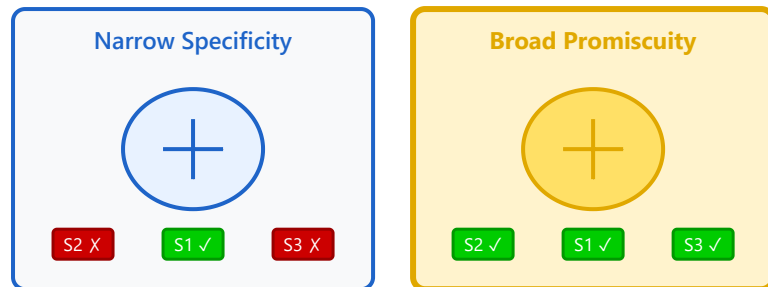 Narrow Specificity
S2 ✗
S1 ✓
S3 ✗
Broad Promiscuity
S2 ✓
S1 ✓
S3 ✓